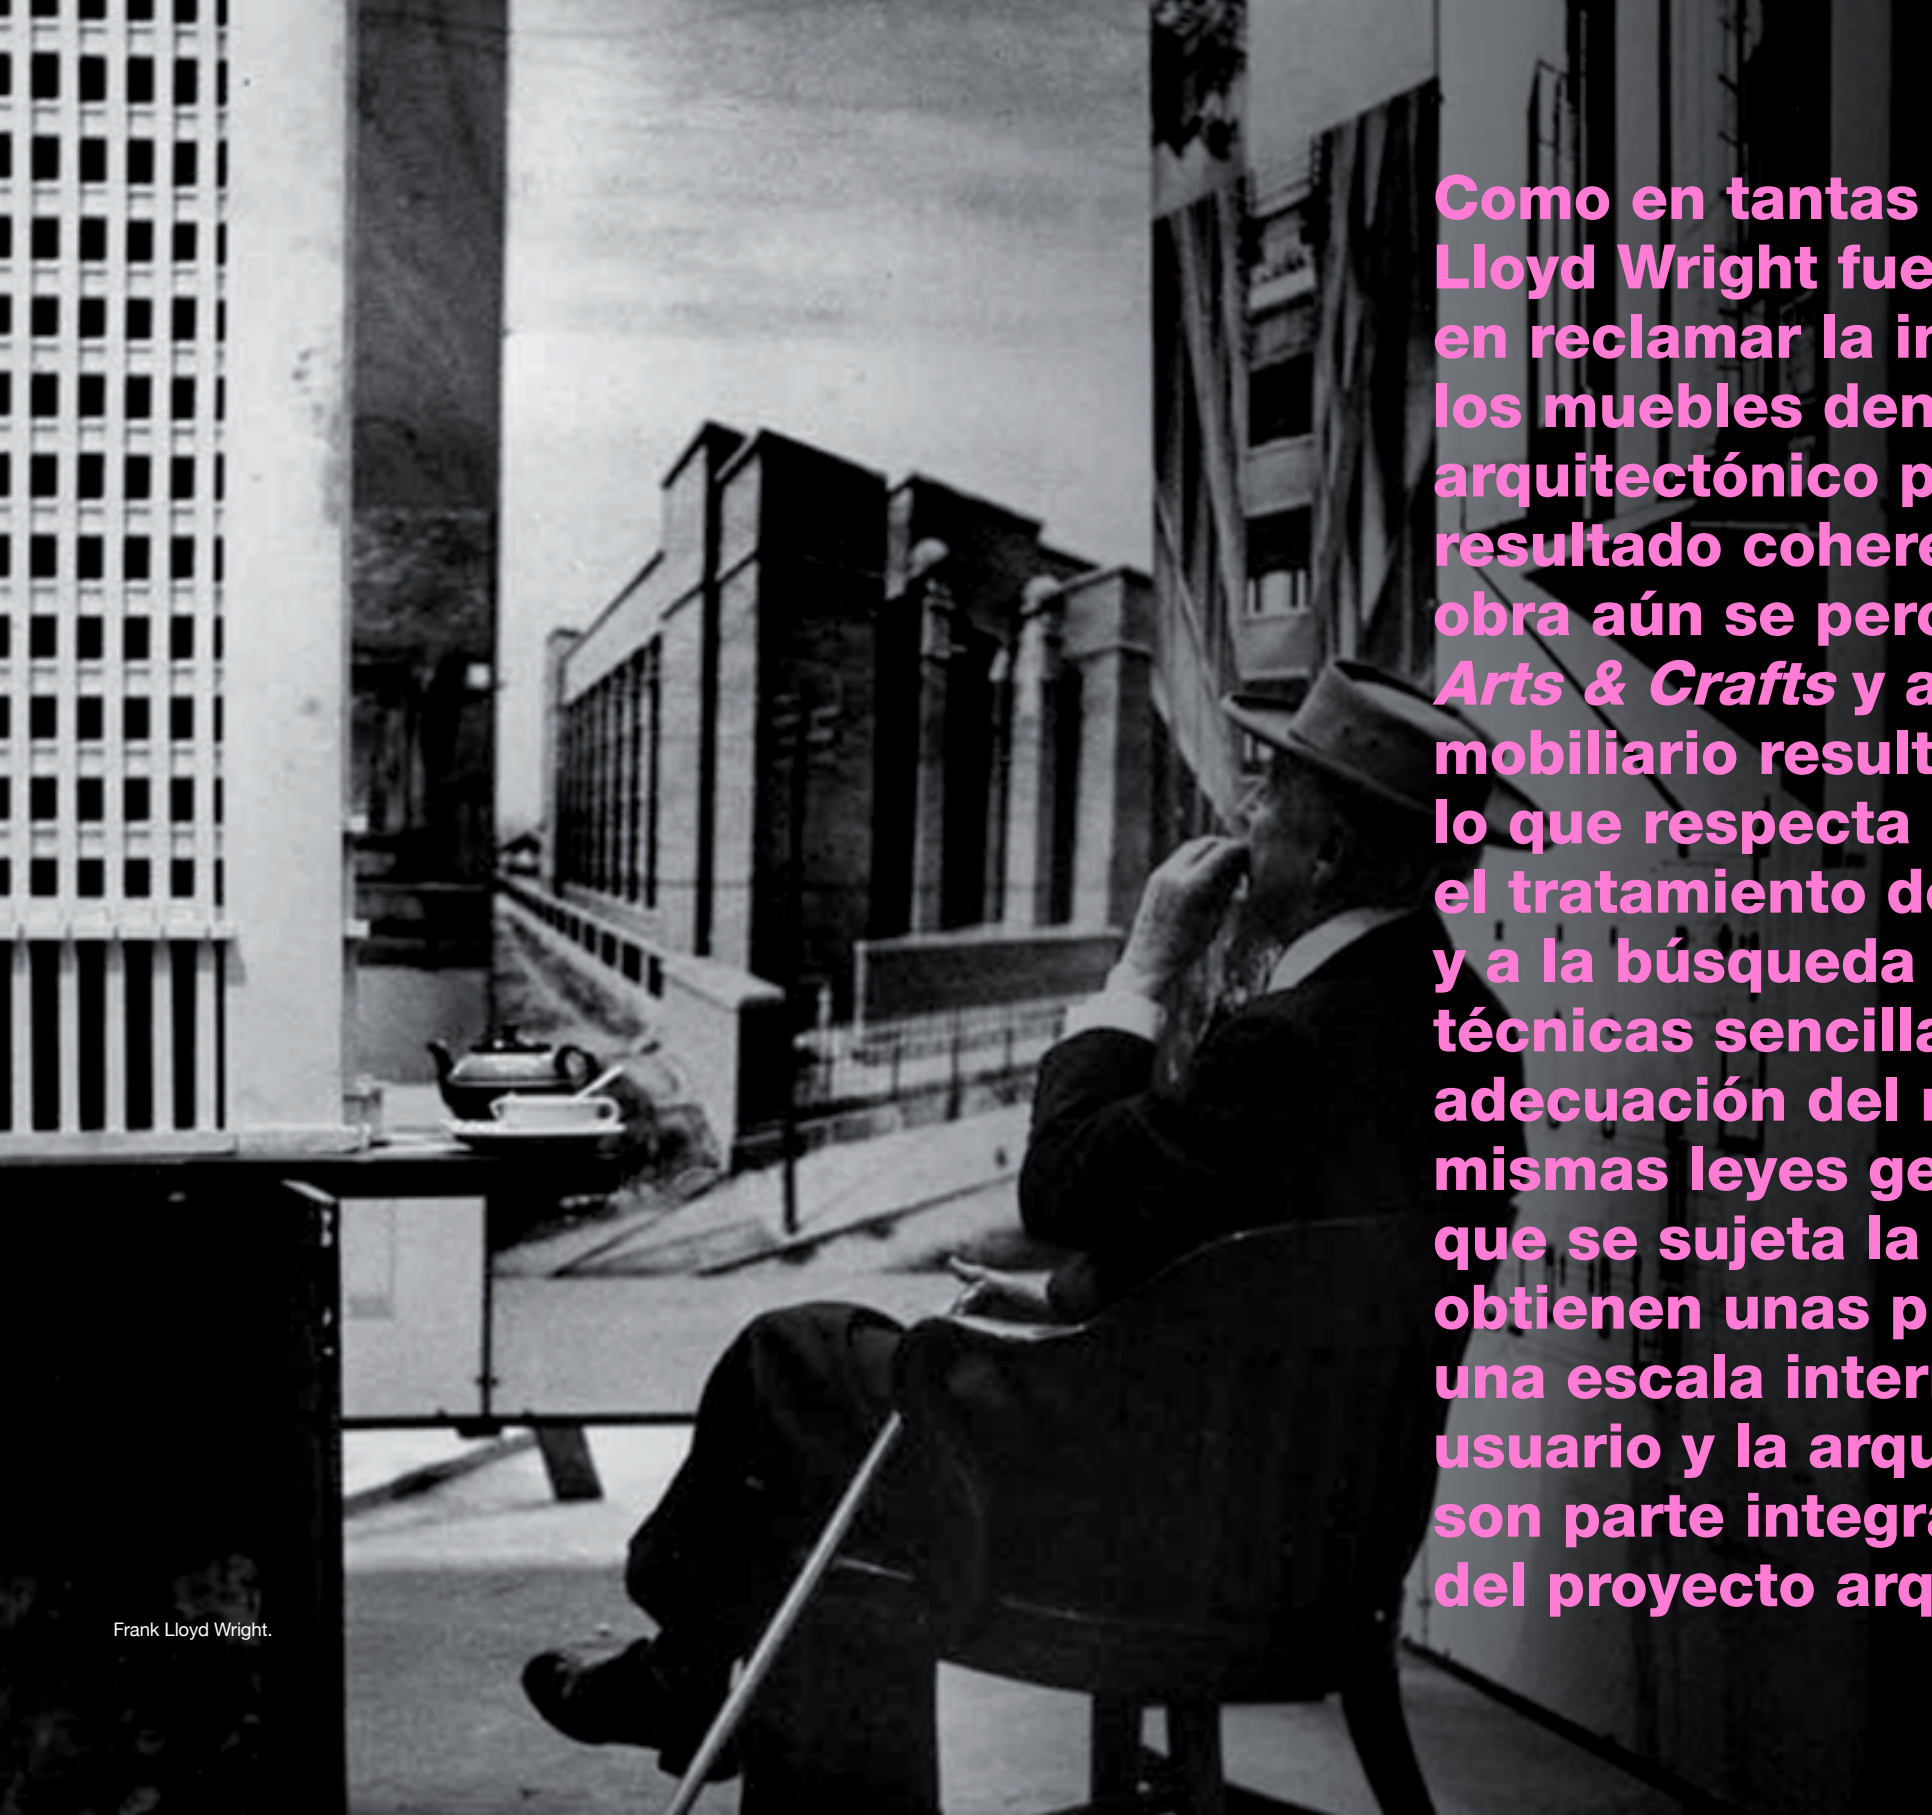 Como en tantas
Lloyd Wright fue
en reclamar la i
los muebles den
arquitectónico p
resultado cohere
obra aún se perc
Arts & Crafts y a
mobiliario result
lo que respecta
el tratamiento de
y a la búsqueda
técnicas sencilla
adecuación del
mismas leyes ge
que se sujeta la
obtienen unas p
una escala inter
usuario y la arqu
son parte integra
del proyecto arq
Frank Lloyd Wright.